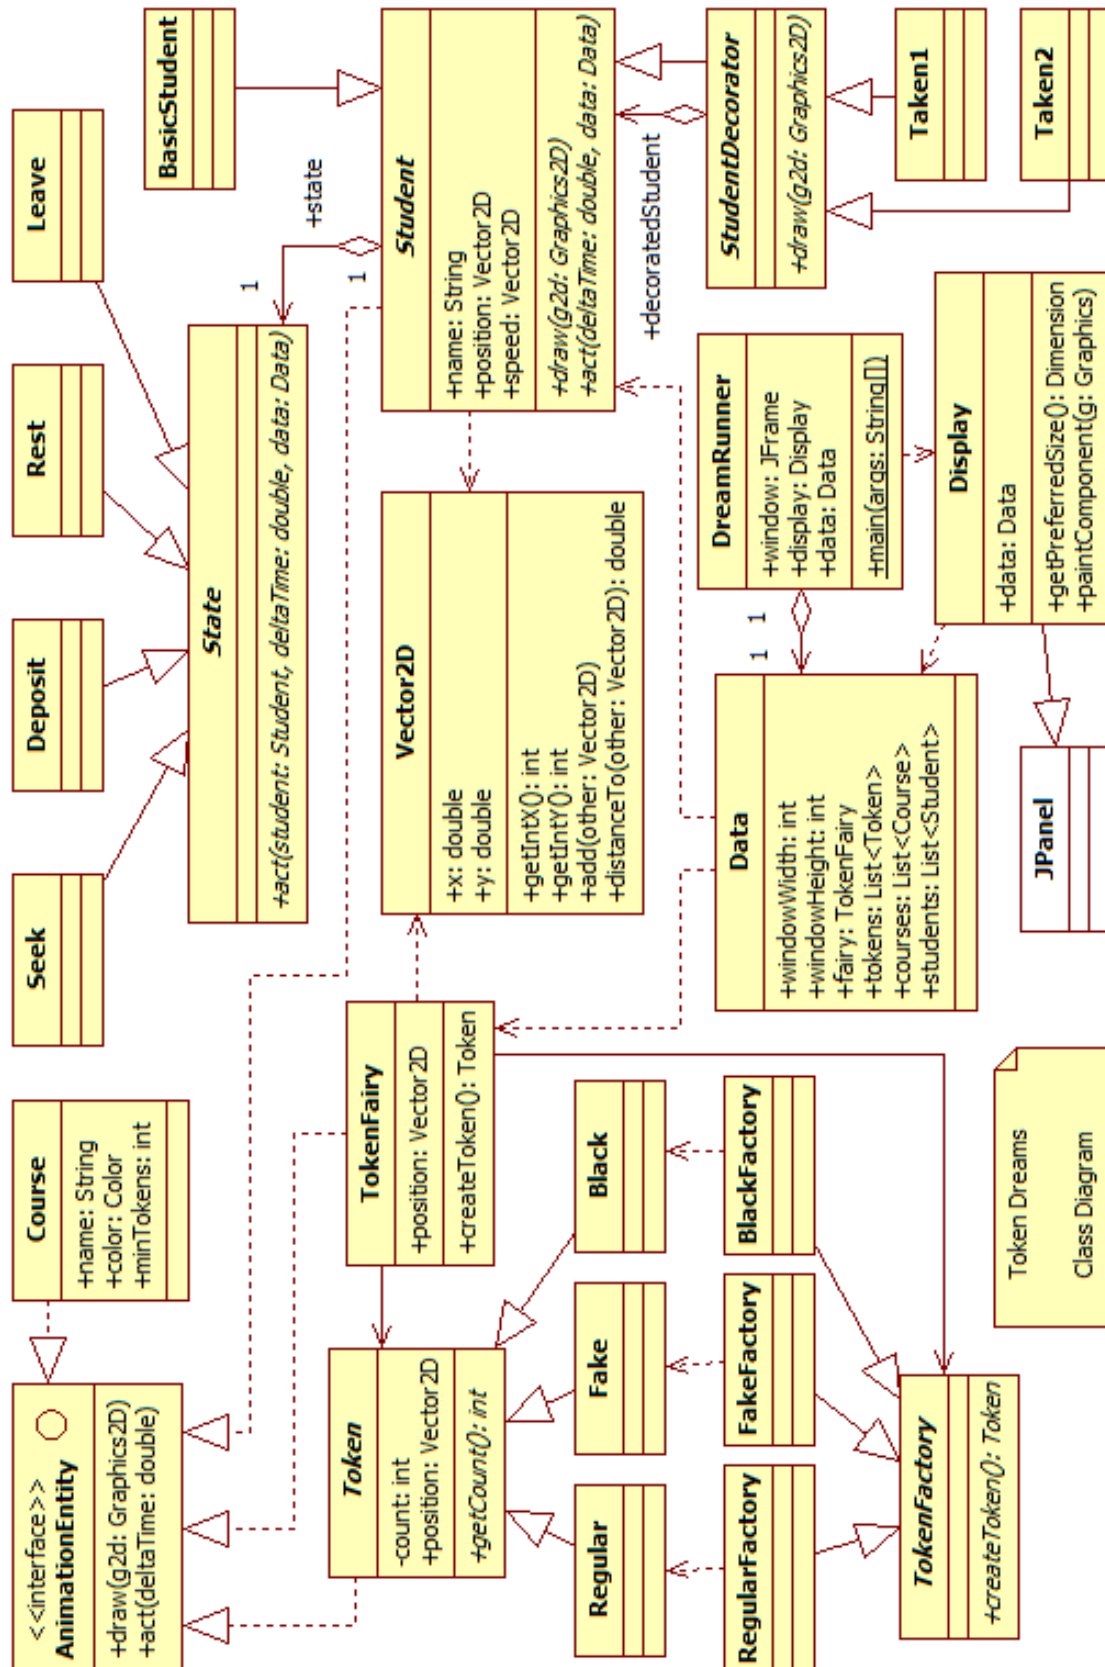 <<interface>>
AnimationEntity
+draw(g2d: Graphics2D)
+act(deltaTime: double)
Course
+name: String
+color: Color
+minTokens: int
Seek
Deposit
Rest
Leave
State
+act(student: Student, deltaTime: double, data: Data)
1
+state
1
BasicStudent
Token
-count: int
+position: Vector2D
+getCount(): int
TokenFairy
+position: Vector2D
+createToken(): Token
Vector2D
+x: double
+y: double
+getIntX(): int
+getIntY(): int
+add(other: Vector2D)
+distanceTo(other: Vector2D): double
Student
+name: String
+position: Vector2D
+speed: Vector2D
+draw(g2d: Graphics2D)
+act(deltaTime: double, data: Data)
+decoratedStudent
Regular
Fake
Black
RegularFactory
FakeFactory
BlackFactory
TokenFactory
+createToken(): Token
Data
+windowWidth: int
+windowHeight: int
+fairy: TokenFairy
+tokens: List<Token>
+courses: List<Course>
+students: List<Student>
1
1
DreamRunner
+window: JFrame
+display: Display
+data: Data
+main(args: String[])
StudentDecorator
+draw(g2d: Graphics2D)
Taken1
Taken2
Display
+data: Data
+getPreferredSize(): Dimension
+paintComponent(g: Graphics)
JPanel
Token Dreams
Class Diagram